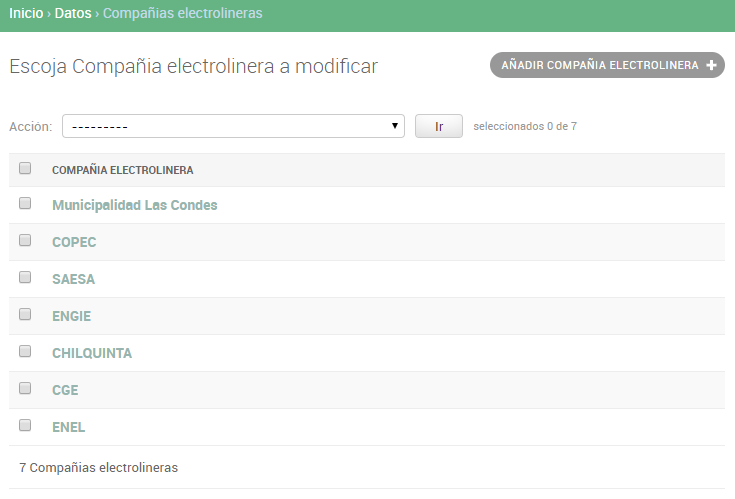 Inicio › Datos › Compañias electrolineras
Escoja Compañia electrolinera a modificar
AÑADIR COMPAÑIA ELECTROLINERA +
Acción: --------- Ir seleccionados 0 de 7
COMPAÑIA ELECTROLINERA
Municipalidad Las Condes
COPEC
SAESA
ENGIE
CHILQUINTA
CGE
ENEL
7 Compañias electrolineras